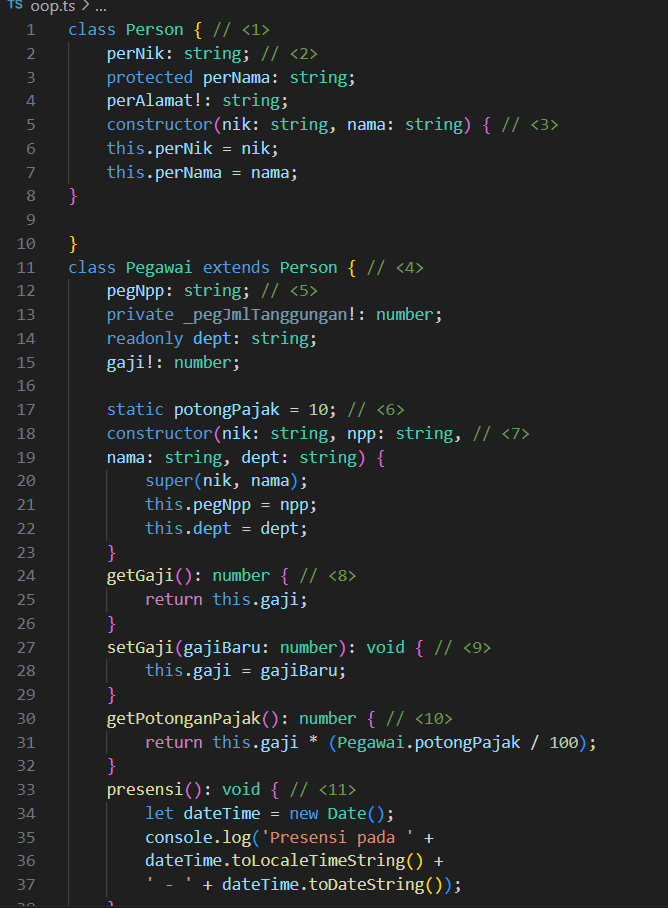 TS oop.ts > ...
1 class Person { // <1>
2 perNik: string; // <2>
3 protected perNama: string;
4 perAlamat!: string;
5 constructor(nik: string, nama: string) { // <3>
6 this.perNik = nik;
7 this.perNama = nama;
8 }
9
10 }
11 class Pegawai extends Person { // <4>
12 pegNpp: string; // <5>
13 private _pegJmlTanggungan!: number;
14 readonly dept: string;
15 gaji!: number;
16
17 static potongPajak = 10; // <6>
18 constructor(nik: string, npp: string, // <7>
19 nama: string, dept: string) {
20 super(nik, nama);
21 this.pegNpp = npp;
22 this.dept = dept;
23 }
24 getGaji(): number { // <8>
25 return this.gaji;
26 }
27 setGaji(gajiBaru: number): void { // <9>
28 this.gaji = gajiBaru;
29 }
30 getPotonganPajak(): number { // <10>
31 return this.gaji * (Pegawai.potongPajak / 100);
32 }
33 presensi(): void { // <11>
34 let dateTime = new Date();
35 console.log('Presensi pada ' +
36 dateTime.toLocaleTimeString() +
37 ' - ' + dateTime.toDateString());